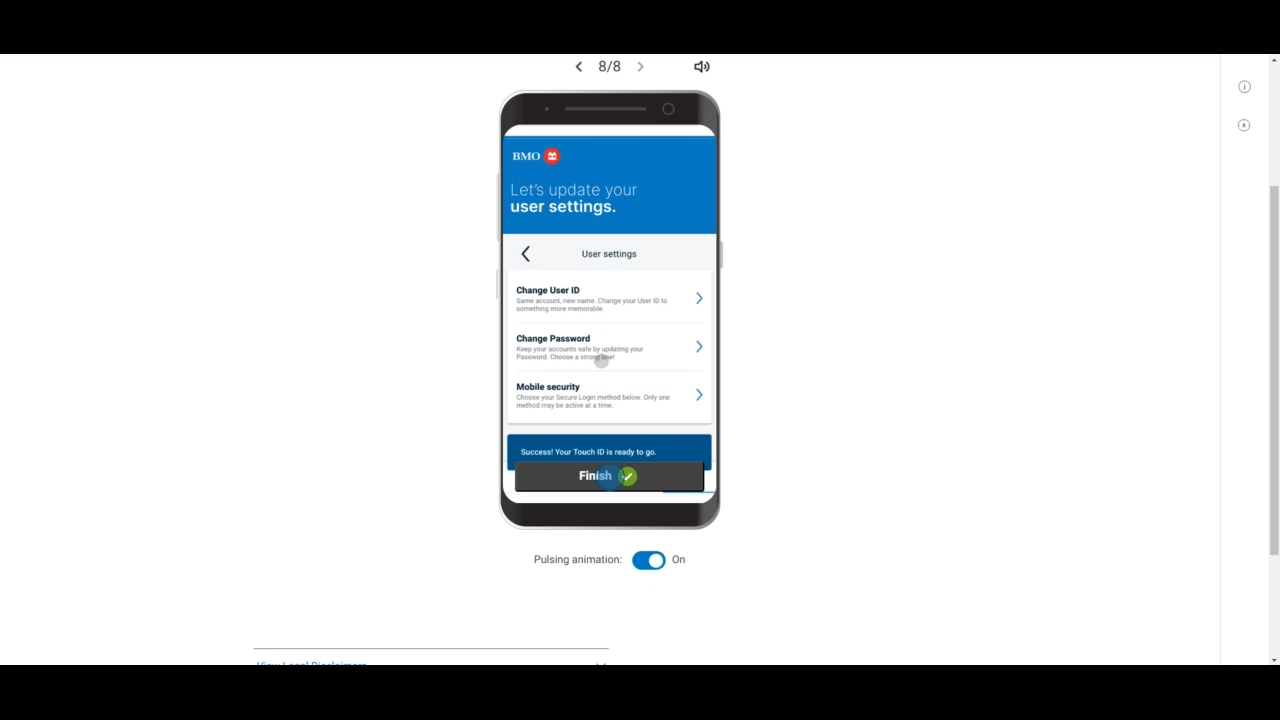 8/8
BMO
Let's update your
user settings.
User settings
Change User ID
Same account, new name. Change your User ID to
something more memorable.
Change Password
Keep your accounts safe by updating your
Password. Choose a strong one!
Mobile security
Choose your Secure Login method below. Only one
method may be active at a time.
Success! Your Touch ID is ready to go.
Finish
Pulsing animation: On
View Legal Disclaimers